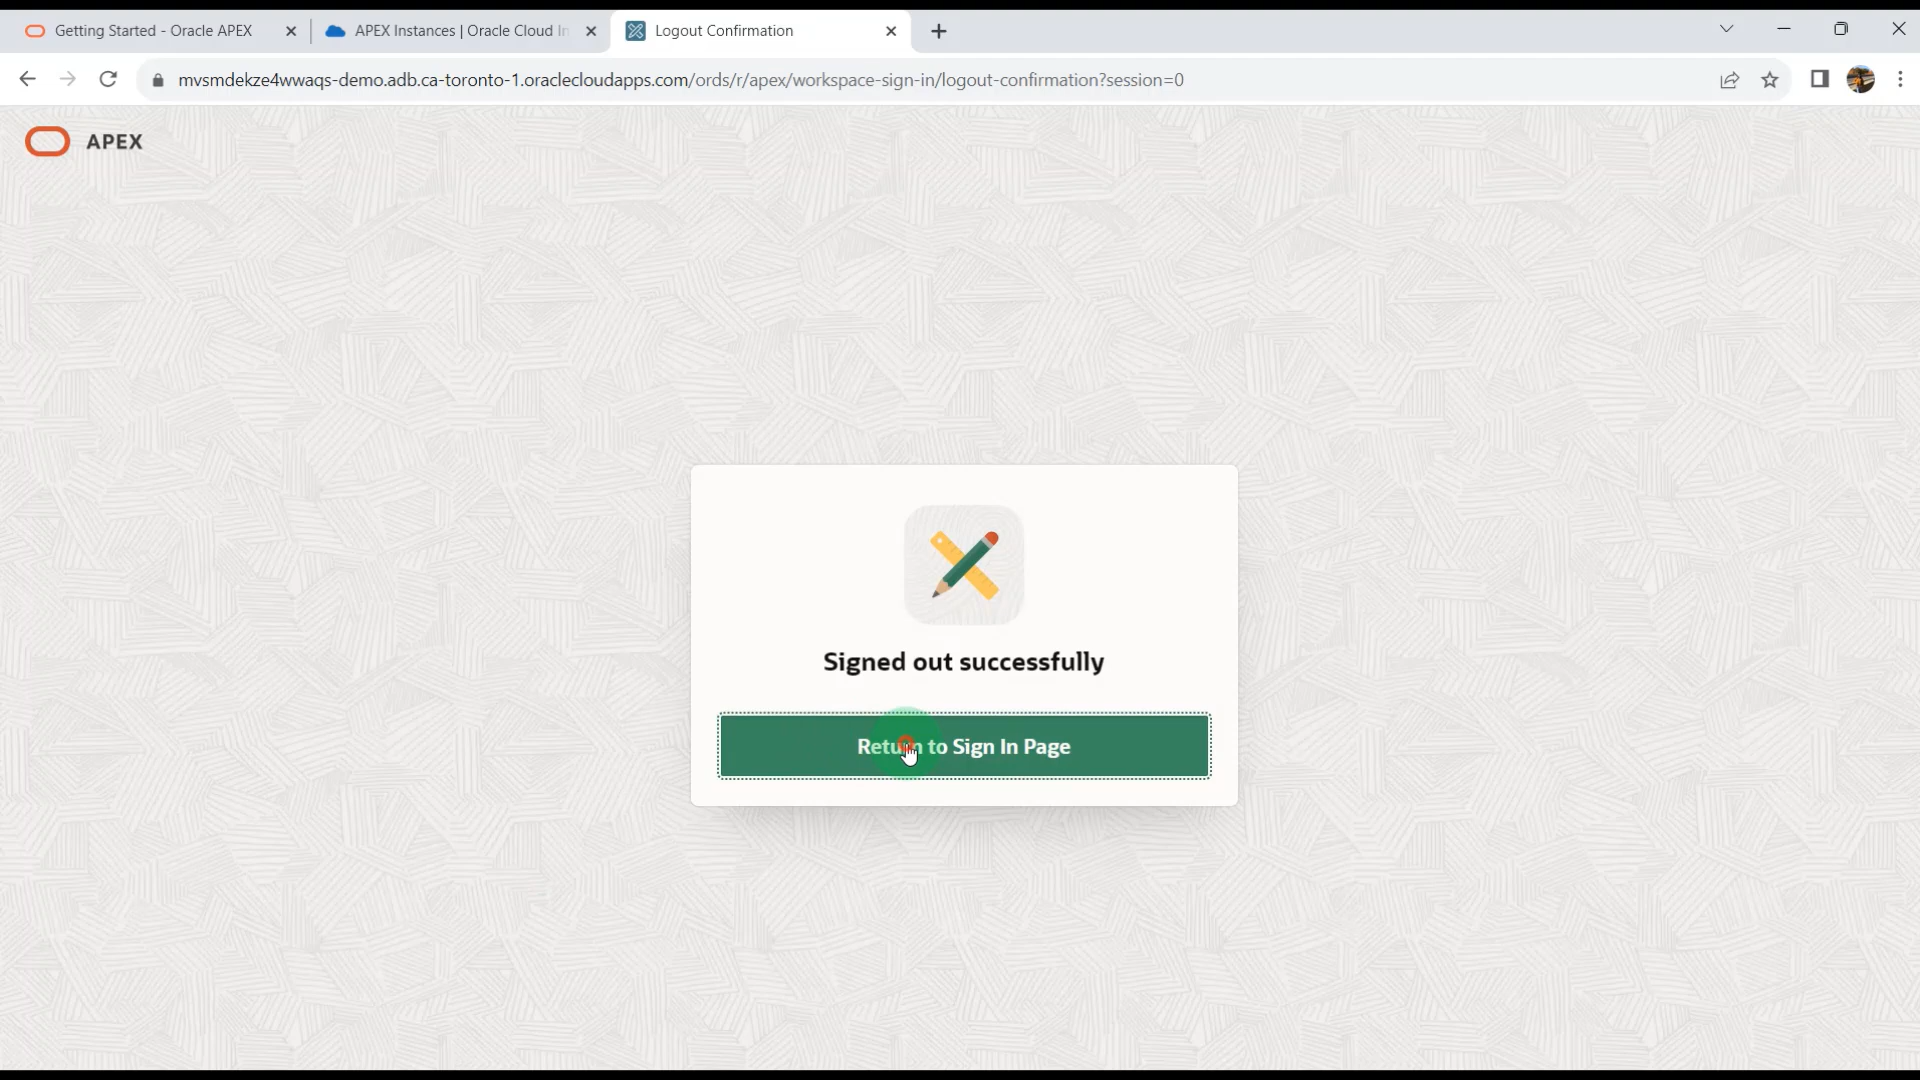 Getting Started - Oracle APEX
APEX Instances | Oracle Cloud In
Logout Confirmation
mvsmdekze4wwaqs-demo.adb.ca-toronto-1.oraclecloudapps.com/ords/r/apex/workspace-sign-in/logout-confirmation?session=0
APEX
Signed out successfully
Return to Sign In Page